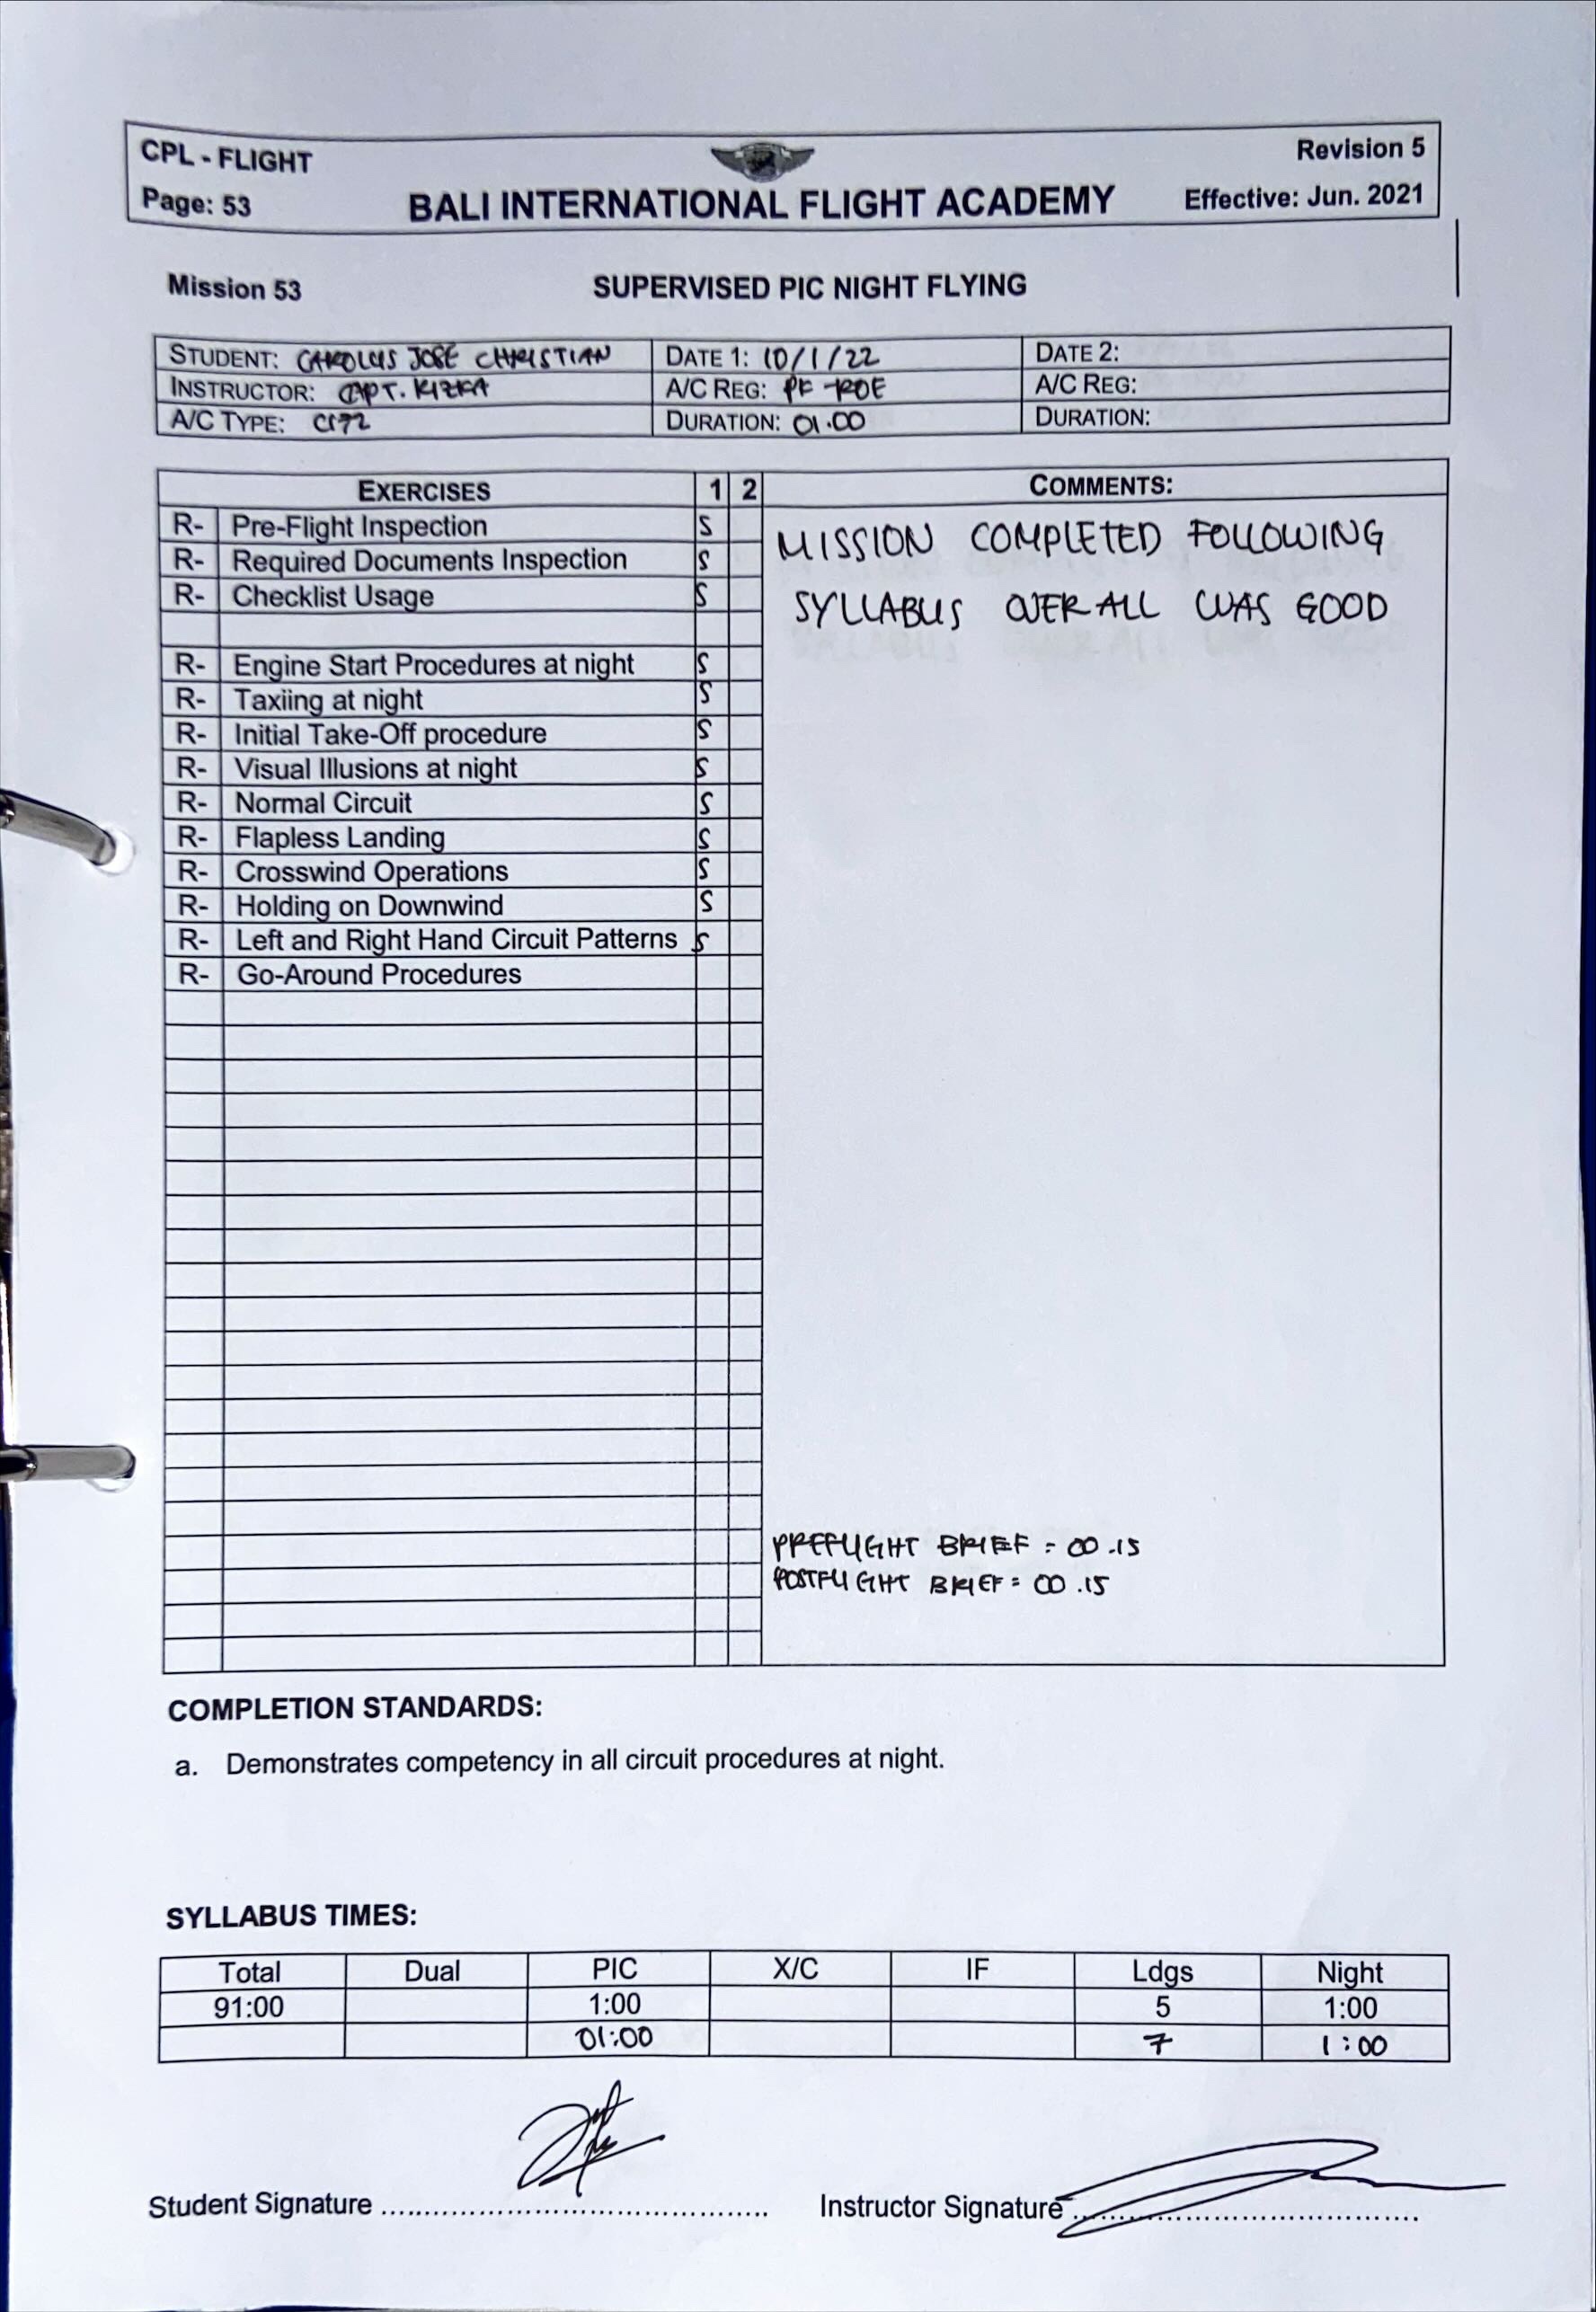 CPL - FLIGHT
Revision 5
Page: 53
BALI INTERNATIONAL FLIGHT ACADEMY
Effective: Jun. 2021
Mission 53
SUPERVISED PIC NIGHT FLYING
STUDENT: CAROLUS JOSE CHRISTIAN DATE 1: 10/1/22 DATE 2:
INSTRUCTOR: CAPT. KIZKA A/C REG: PK-ROE A/C REG:
A/C TYPE: C172 DURATION: 01.00 DURATION:
EXERCISES 1 2 COMMENTS:
R- Pre-Flight Inspection S
R- Required Documents Inspection S
R- Checklist Usage S
R- Engine Start Procedures at night S
R- Taxiing at night S
R- Initial Take-Off procedure S
R- Visual Illusions at night S
R- Normal Circuit S
R- Flapless Landing S
R- Crosswind Operations S
R- Holding on Downwind S
R- Left and Right Hand Circuit Patterns S
R- Go-Around Procedures
MISSION COMPLETED FOLLOWING
SYLLABUS OVER ALL WAS GOOD
PREFLIGHT BRIEF = 00.15
POSTFLIGHT BRIEF = 00.15
COMPLETION STANDARDS:
a. Demonstrates competency in all circuit procedures at night.
SYLLABUS TIMES:
Total Dual PIC X/C IF Ldgs Night
91:00 1:00 5 1:00
01:00 7 1:00
Student Signature ............................................... Instructor Signature ...............................................